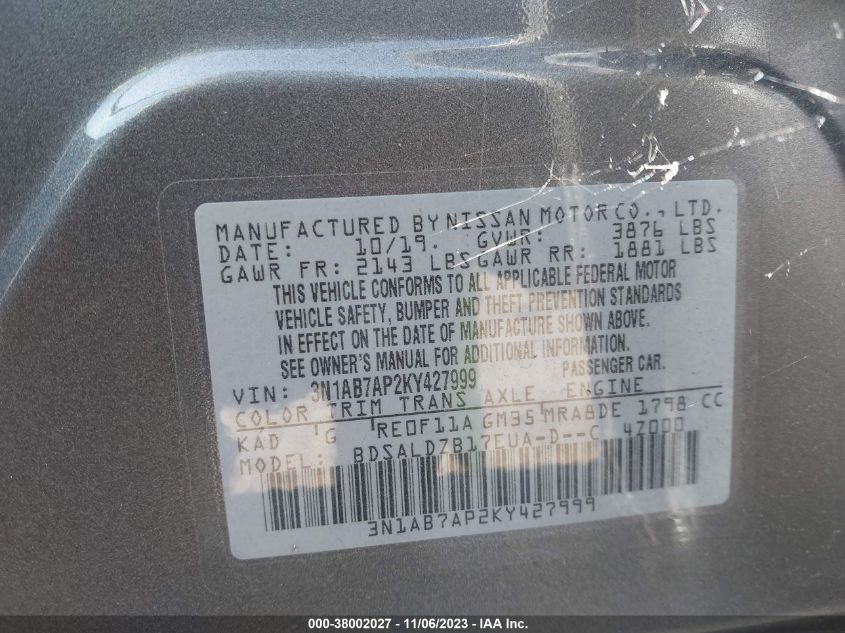 MANUFACTURED BY NISSAN MOTOR CO., LTD.
DATE: 10/19. GVWR: 3876 LBS
GAWR FR: 2143 LBS GAWR RR: 1881 LBS
THIS VEHICLE CONFORMS TO ALL APPLICABLE FEDERAL MOTOR
VEHICLE SAFETY, BUMPER AND THEFT PREVENTION STANDARDS
IN EFFECT ON THE DATE OF MANUFACTURE SHOWN ABOVE.
SEE OWNER'S MANUAL FOR ADDITIONAL INFORMATION.
VIN: 3N1AB7AP2KY427999 PASSENGER CAR.
COLOR TRIM TRANS AXLE ENGINE
KAD G RE0F11A GM35 MRA8DE 1798 CC
MODEL: BDSALDZB17EUA-D--C 4Z000
3N1AB7AP2KY427999
000-38002027 - 11/06/2023 - IAA Inc.